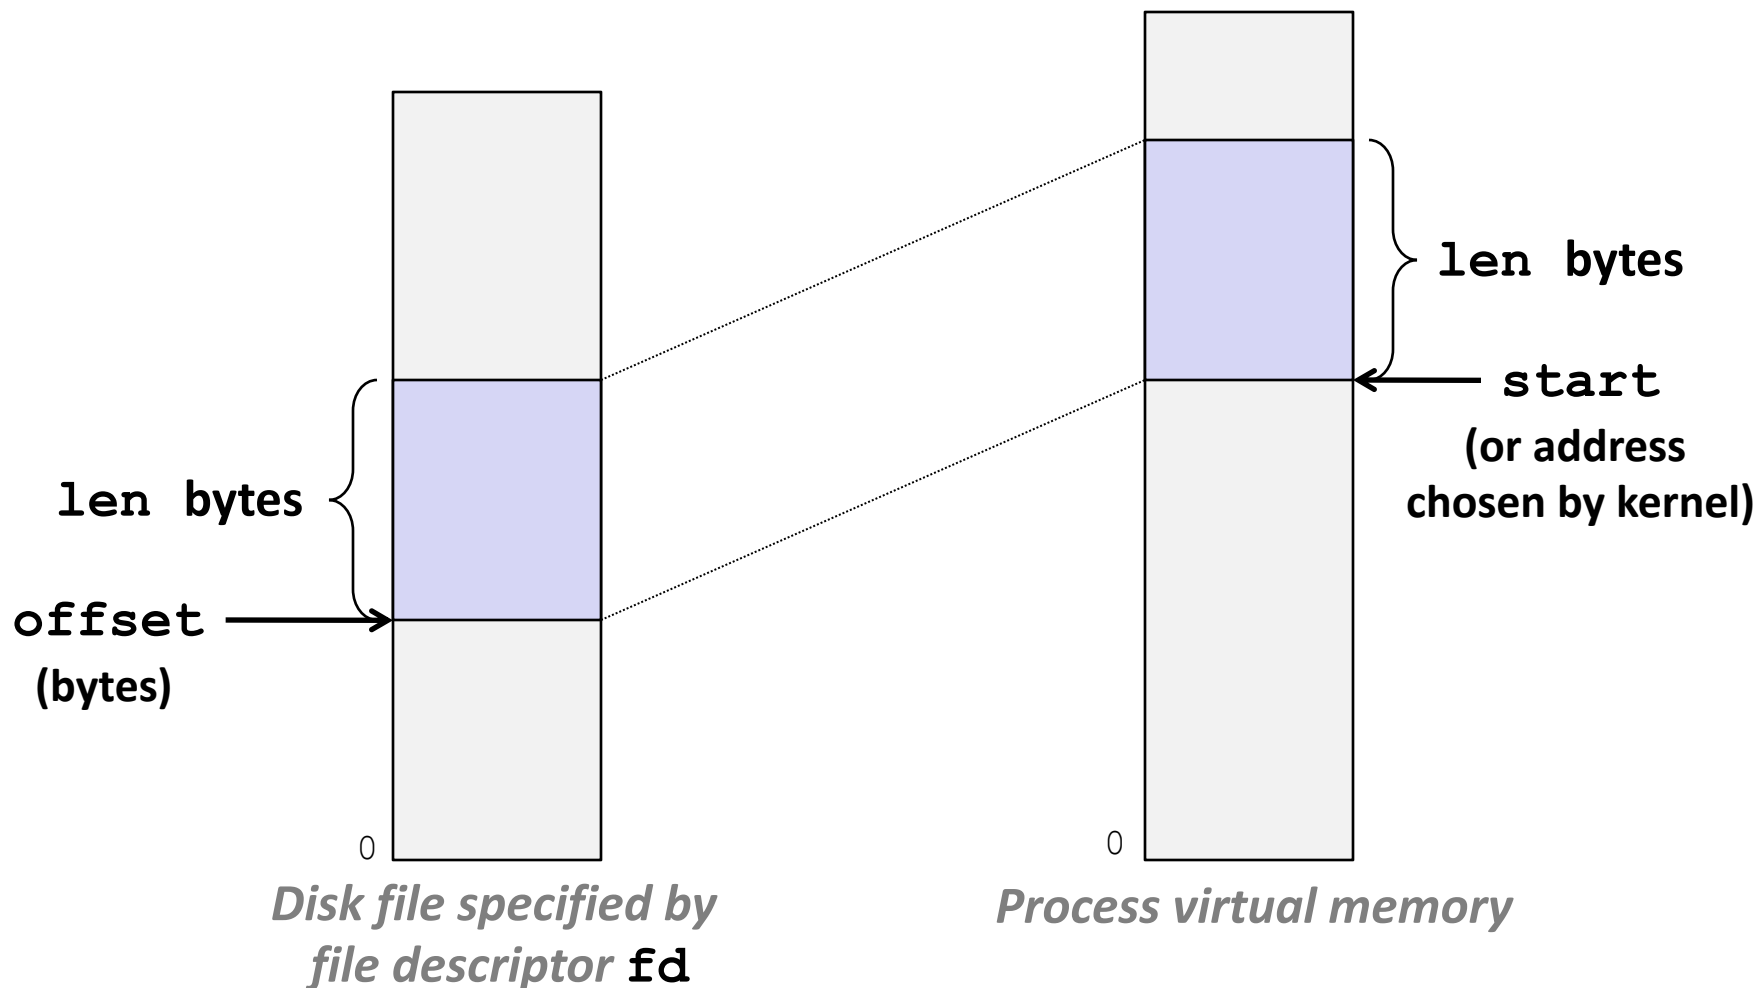 len bytes
start
(or address
chosen by kernel)
len bytes
offset
(bytes)
0
0
Disk file specified by
file descriptor fd
Process virtual memory